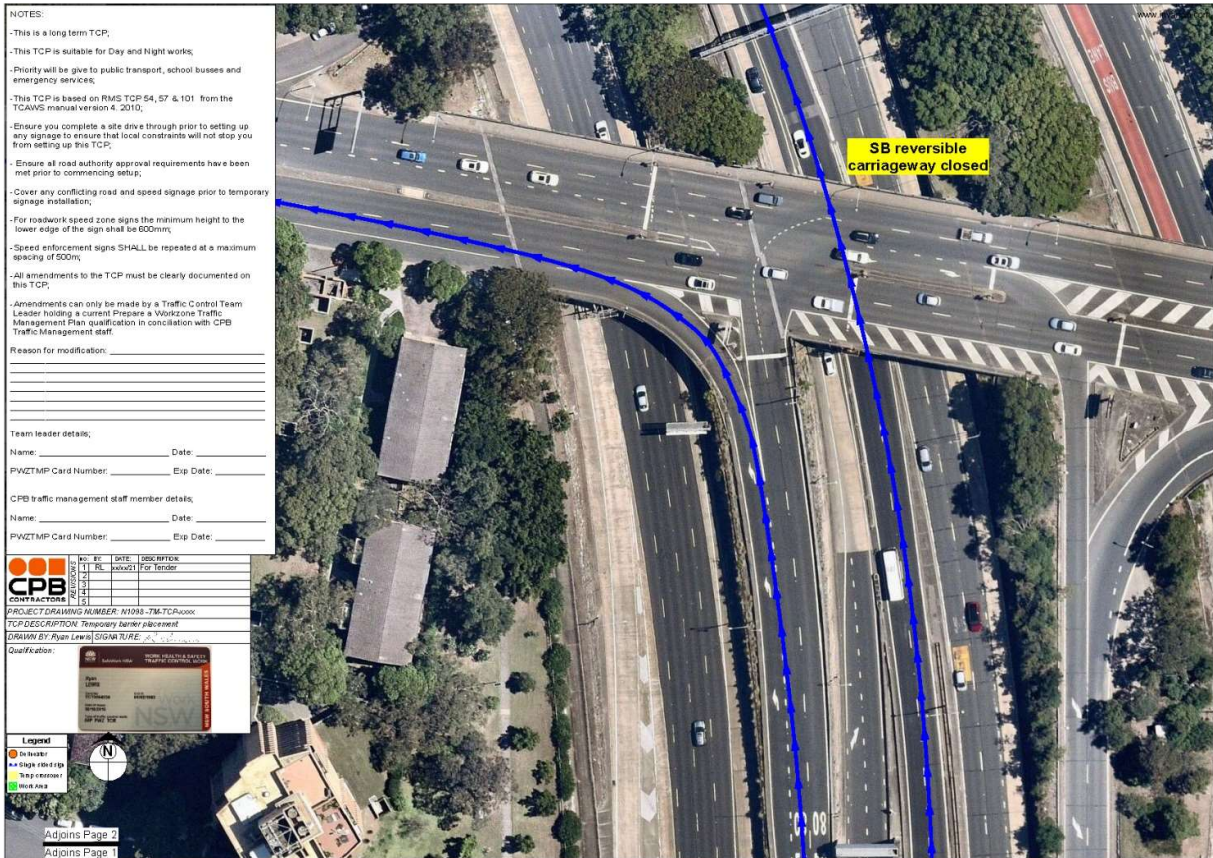 NOTES:
-This is a long term TCP;
-This TCP is suitable for Day and Night works;
-Priority will be give to public transport, school busses and
emergency services;
-This TCP is based on RMS TCP 54, 57 & 101 from the
TCAWS manual version 4. 2010;
-Ensure you complete a site drive through prior to setting up
any signage to ensure that local constraints will not stop you
from setting up this TCP;
- Ensure all road authority approval requirements have been
met prior to commencing setup;
-Cover any conflicting road and speed signage prior to temporary
signage installation;
-For roadwork speed zone signs the minimum height to the
lower edge of the sign shall be 600mm;
-Speed enforcement signs SHALL be repeated at a maximum
spacing of 500m;
-All amendments to the TCP must be clearly documented on
this TCP;
-Amendments can only be made by a Traffic Control Team
Leader holding a current Prepare a Workzone Traffic
Management Plan qualification in conciliation with CPB
Traffic Management staff.
Reason for modification:
Team leader details;
Name: Date:
PWZTMP Card Number: Exp Date:
CPB traffic management staff member details;
Name: Date:
PWZTMP Card Number: Exp Date:
CPB
CONTRACTORS
REVISIONS
NO: BY: DATE: DESCRIPTION:
1 RL xx/xx/21 For Tender
2
3
4
5
PROJECT DRAWING NUMBER: N1098 -TM-TCP-xxxx
TCP DESCRIPTION: Temporary barrier placement
DRAWN BY: Ryan Lewis SIGNATURE:
Qualification:
WORK HEALTH & SAFETY
TRAFFIC CONTROL WORK
Ryan
LEWIS
NSW
NEW SOUTH WALES
Legend
Delineator
Work Area
N
Adjoins Page 2
Adjoins Page 1
SB reversible
carriageway closed
BUS
LANE
80